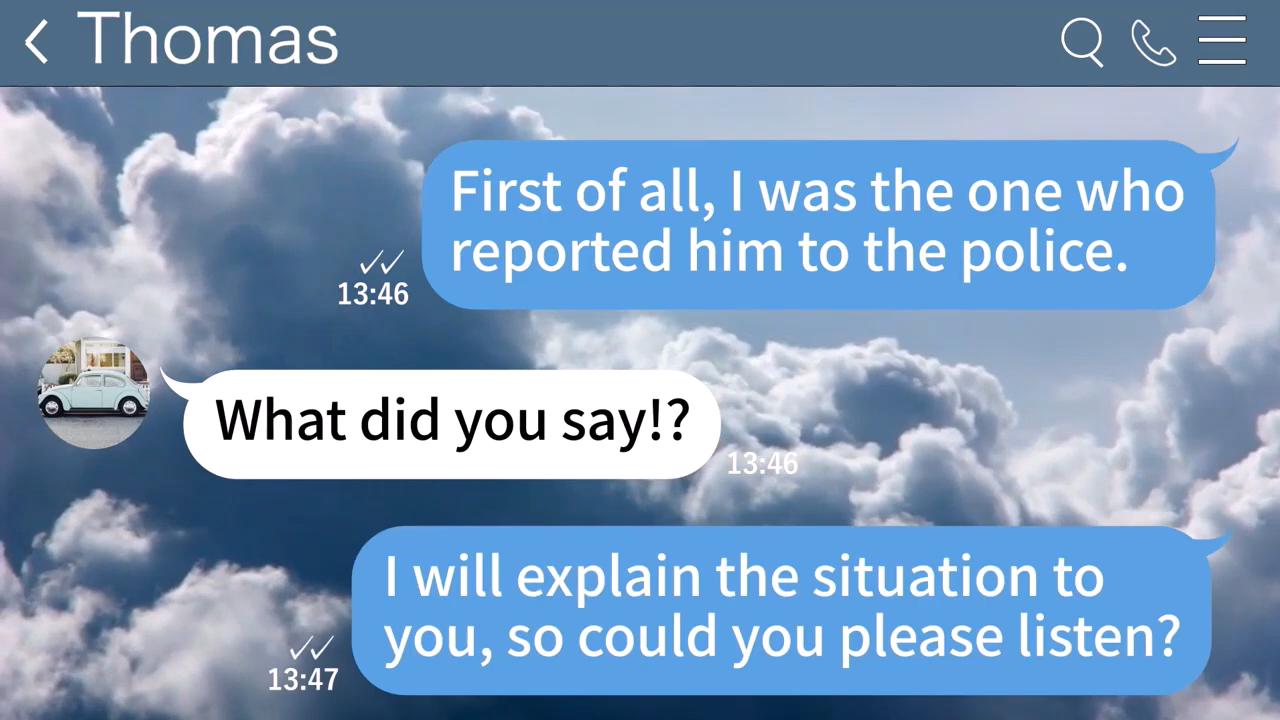 Thomas
First of all, I was the one who
reported him to the police.
13:46
What did you say!?
13:46
I will explain the situation to
you, so could you please listen?
13:47